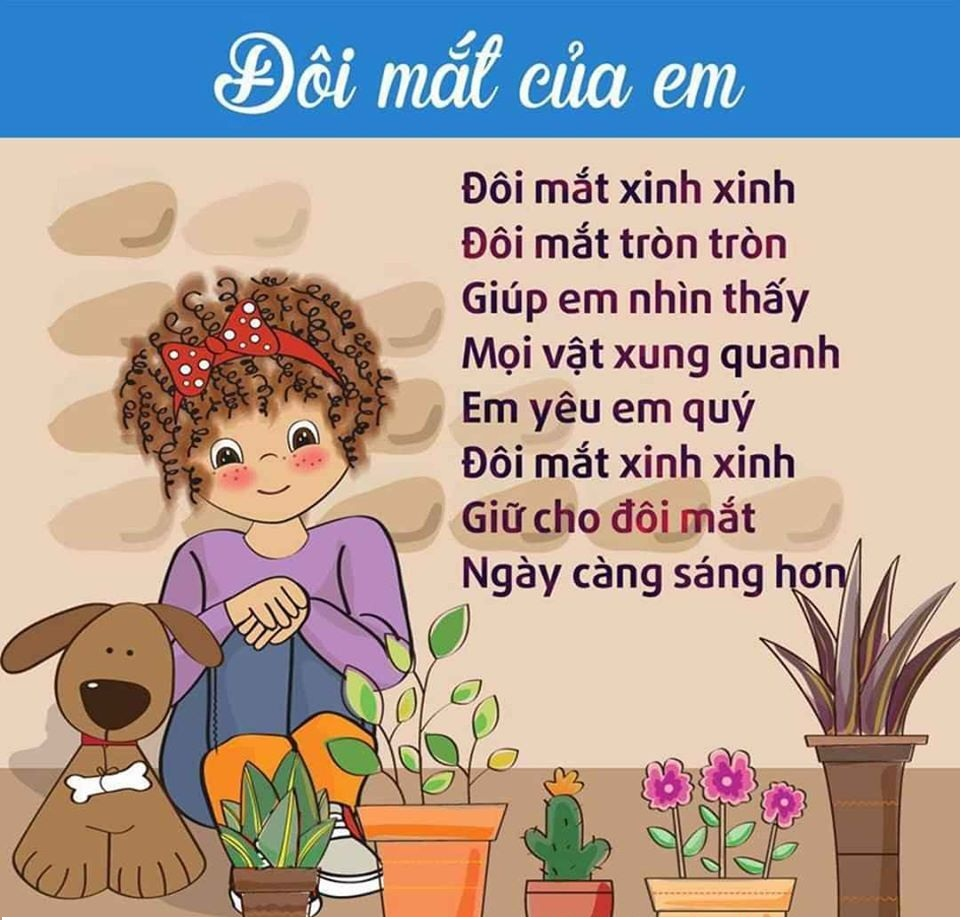 Đôi mắt của em
Đôi mắt xinh xinh
Đôi mắt tròn tròn
Giúp em nhìn thấy
Mọi vật xung quanh
Em yêu em quý
Đôi mắt xinh xinh
Giữ cho đôi mắt
Ngày càng sáng hơn